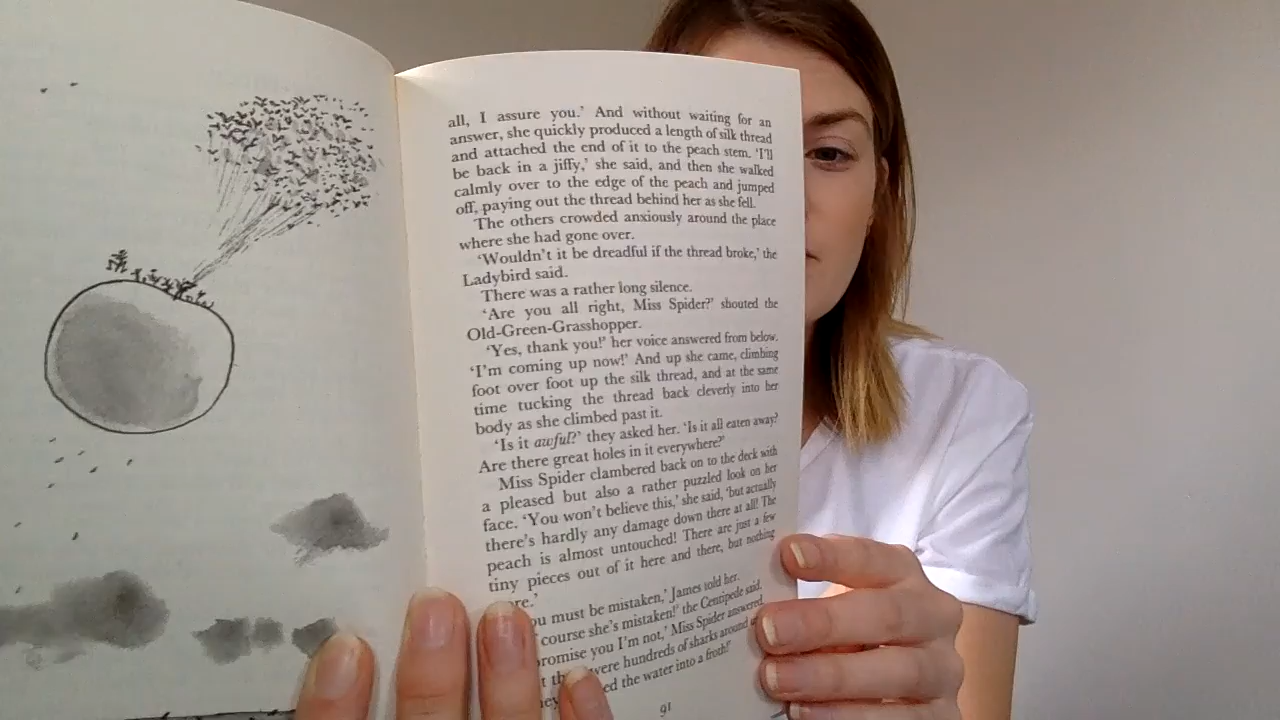 all, I assure you.' And without waiting for an
answer, she quickly produced a length of silk thread
and attached the end of it to the peach stem. 'I'll
be back in a jiffy,' she said, and then she walked
calmly over to the edge of the peach and jumped
off, paying out the thread behind her as she fell.
The others crowded anxiously around the place
where she had gone over.
'Wouldn't it be dreadful if the thread broke,' the
Ladybird said.
There was a rather long silence.
'Are you all right, Miss Spider?' shouted the
Old-Green-Grasshopper.
'Yes, thank you!' her voice answered from below.
'I'm coming up now!' And up she came, climbing
foot over foot up the silk thread, and at the same
time tucking the thread back cleverly into her
body as she climbed past it.
'Is it awful?' they asked her. 'Is it all eaten away?
Are there great holes in it everywhere?'
Miss Spider clambered back on to the deck with
a pleased but also a rather puzzled look on her
face. 'You won't believe this,' she said, 'but actually
there's hardly any damage down there at all! The
peach is almost untouched! There are just a few
tiny pieces out of it here and there, but nothing
must be mistaken,' James told her.
course she's mistaken!' the Centipede said.
you I'm not,' Miss Spider answered.
were hundreds of sharks around
the water into a froth!'
91